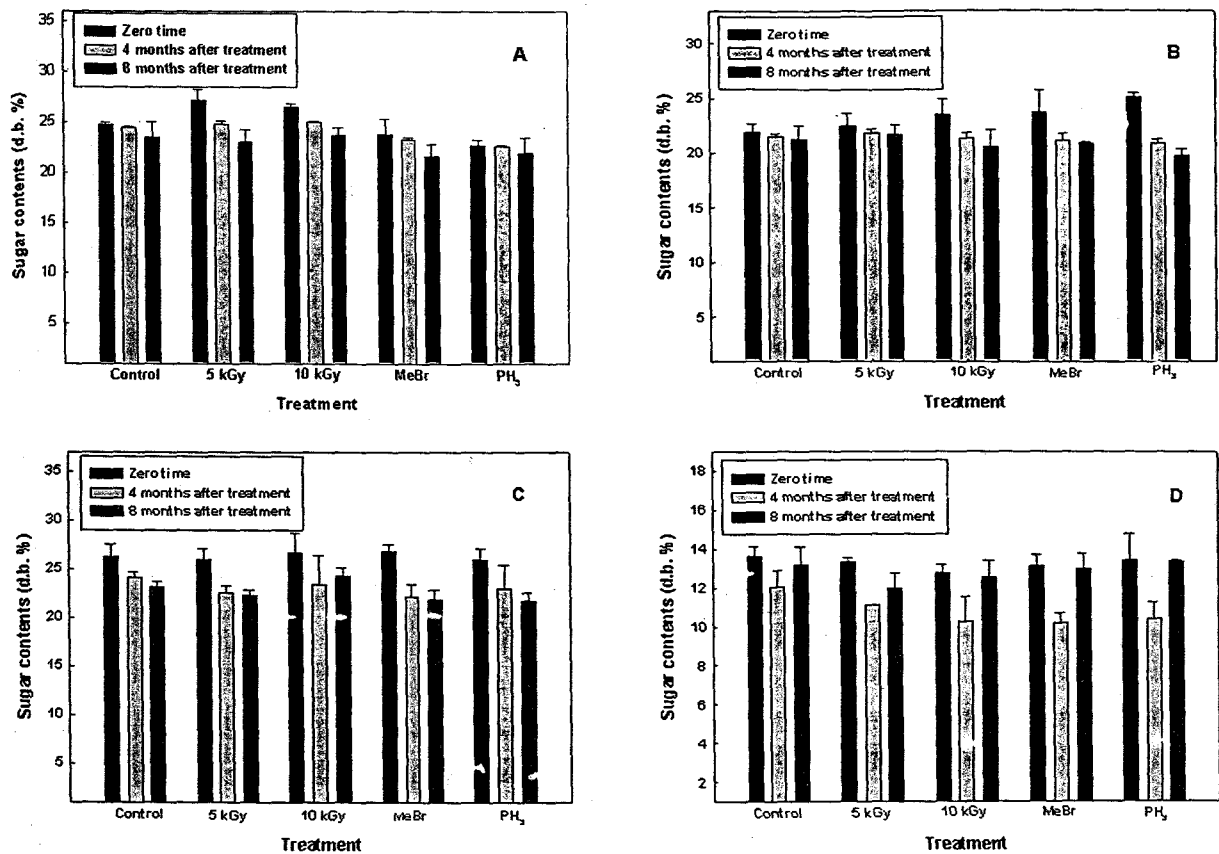 35
30
25
20
15
10
5
Sugar contents (d.b. %)
Zero time
4 months after treatment
8 months after treatment
A
Control
5 kGy
10 kGy
MeBr
PH3
Treatment
30
25
20
15
10
5
Sugar contents (d.b. %)
Zero time
4 months after treatment
8 months after treatment
B
Control
5 kGy
10 kGy
MeBr
PH3
Treatment
35
30
25
20
15
10
5
Sugar contents (d.b. %)
Zero time
4 months after treatment
8 months after treatment
C
Control
5 kGy
10 kGy
MeBr
PH3
Treatment
18
16
14
12
10
8
6
4
2
Sugar contents (d.b. %)
Zero time
4 months after treatment
8 months after treatment
D
Control
5 kGy
10 kGy
MeBr
PH3
Treatment